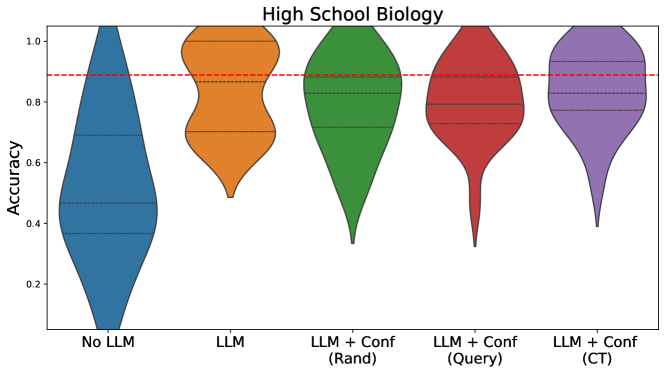 High School Biology
Accuracy
1.0
0.8
0.6
0.4
0.2
No LLM
LLM
LLM + Conf
(Rand)
LLM + Conf
(Query)
LLM + Conf
(CT)